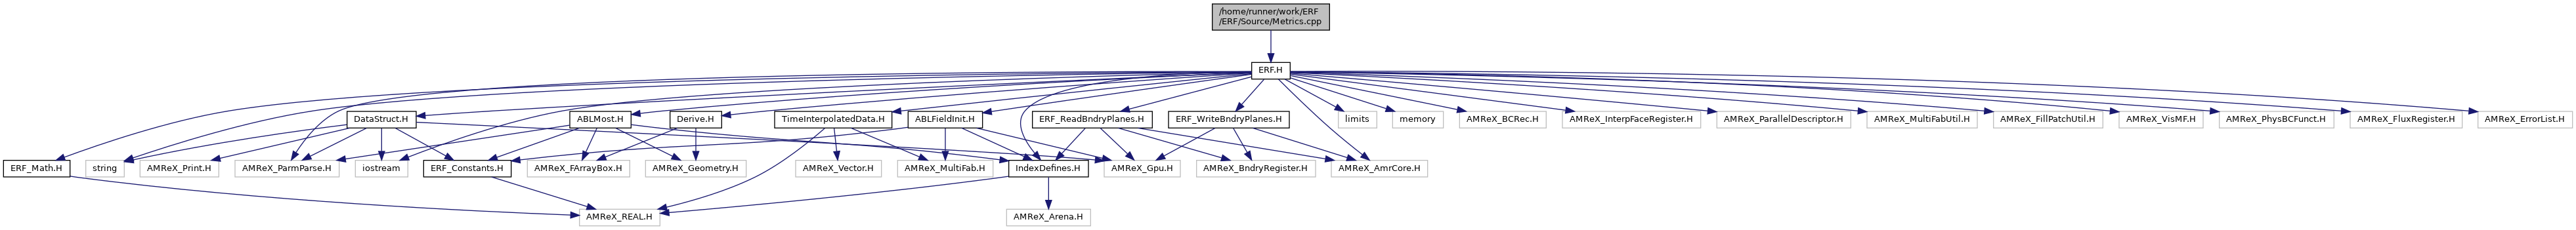 /home/runner/work/ERF
/ERF/Source/Metrics.cpp
ERF.H
DataStruct.H
ABLMost.H
Derive.H
TimeInterpolatedData.H
ABLFieldInit.H
ERF_ReadBndryPlanes.H
ERF_WriteBndryPlanes.H
limits
memory
AMReX_BCRec.H
AMReX_InterpFaceRegister.H
AMReX_ParallelDescriptor.H
AMReX_MultiFabUtil.H
AMReX_FillPatchUtil.H
AMReX_VisMF.H
AMReX_PhysBCFunct.H
AMReX_FluxRegister.H
AMReX_ErrorList.H
ERF_Math.H
string
AMReX_Print.H
AMReX_ParmParse.H
iostream
ERF_Constants.H
AMReX_FArrayBox.H
AMReX_Geometry.H
AMReX_Vector.H
AMReX_MultiFab.H
IndexDefines.H
AMReX_Gpu.H
AMReX_BndryRegister.H
AMReX_AmrCore.H
AMReX_REAL.H
AMReX_Arena.H